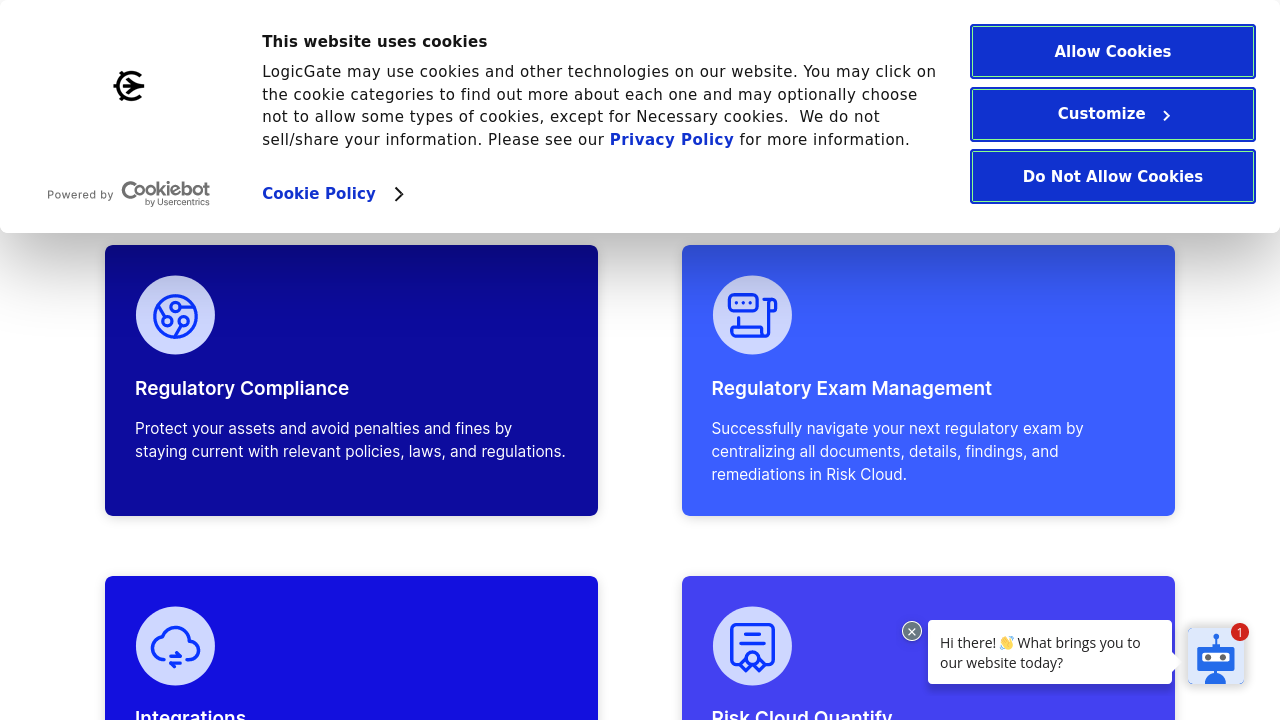 This website uses cookies
LogicGate may use cookies and other technologies on our website. You may click on
the cookie categories to find out more about each one and may optionally choose
not to allow some types of cookies, except for Necessary cookies.  We do not
sell/share your information. Please see our Privacy Policy for more information.
Cookie Policy
Powered by Cookiebot
by Usercentrics
Allow Cookies
Customize
Do Not Allow Cookies
Regulatory Compliance
Protect your assets and avoid penalties and fines by
staying current with relevant policies, laws, and regulations.
Regulatory Exam Management
Successfully navigate your next regulatory exam by
centralizing all documents, details, findings, and
remediations in Risk Cloud.
Integrations
Risk Cloud Quantify
Hi there! 👋 What brings you to
our website today?
1